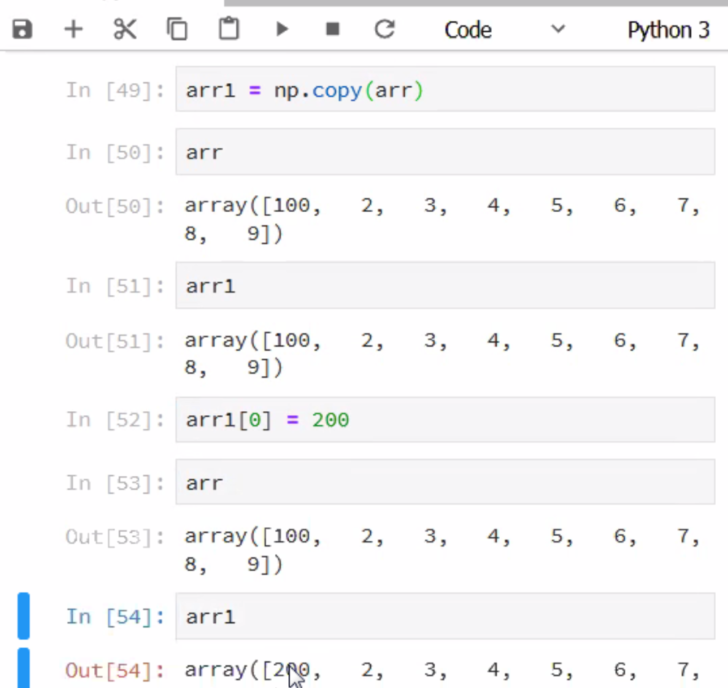 Code Python 3
In [49]: arr1 = np.copy(arr)
In [50]: arr
Out[50]: array([100, 2, 3, 4, 5, 6, 7,
8, 9])
In [51]: arr1
Out[51]: array([100, 2, 3, 4, 5, 6, 7,
8, 9])
In [52]: arr1[0] = 200
In [53]: arr
Out[53]: array([100, 2, 3, 4, 5, 6, 7,
8, 9])
In [54]: arr1
Out[54]: array([200, 2, 3, 4, 5, 6, 7,